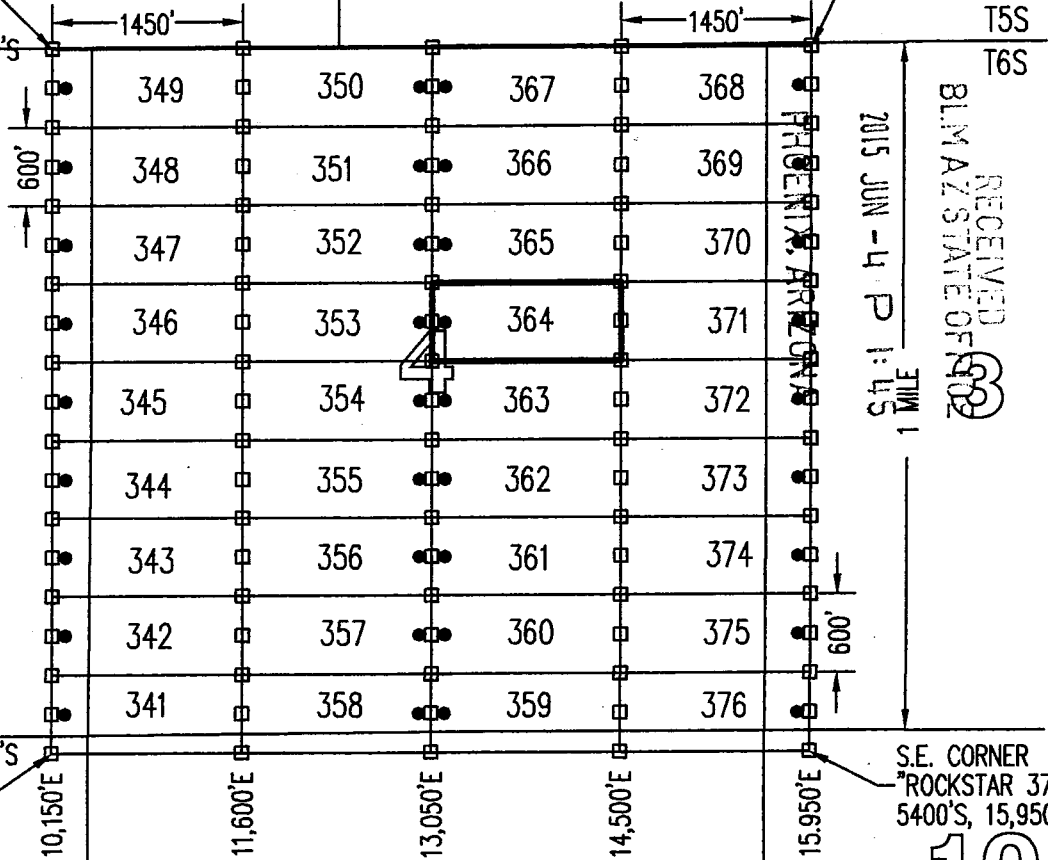 1450'
1450'
T5S
'S
T6S
349 350 367 368
600'
348 351 366 369
347 352 365 370
346 353 364 371
4
345 354 363 372
344 355 362 373
343 356 361 374
342 357 360 375
600'
341 358 359 376
1 MILE
3
RECEIVED
BLM AZ STATE OFFICE
2015 JUN -4 P 1:45
PHOENIX, ARIZONA
'S
10,150'E
11,600'E
13,050'E
14,500'E
15.950'E
S.E. CORNER
"ROCKSTAR 37
5400'S, 15,950
10